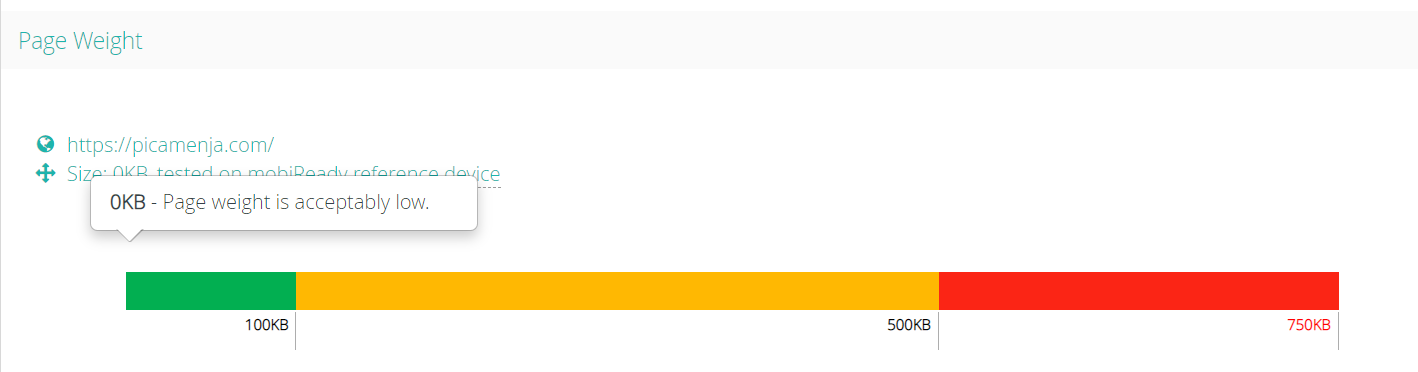 Page Weight
https://picamenja.com/
Size: 0KB, tested on mobiReady reference device
0KB - Page weight is acceptably low.
100KB
500KB
750KB